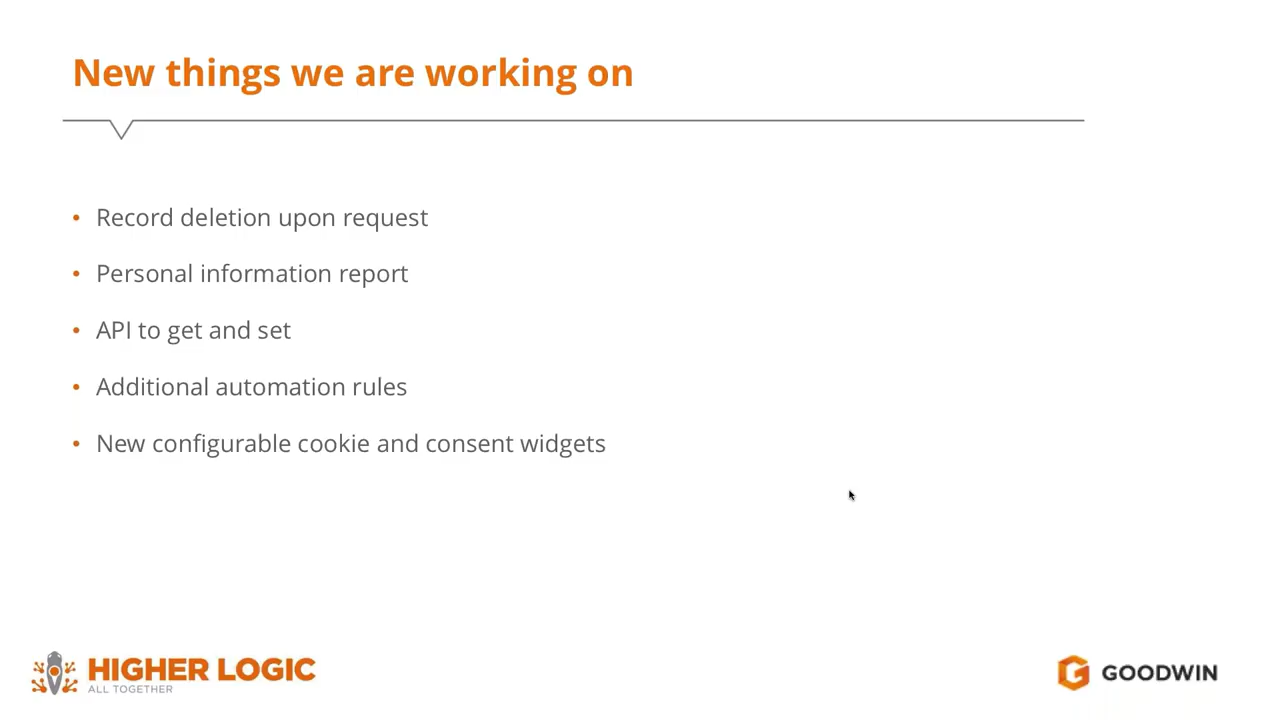 New things we are working on
• Record deletion upon request
• Personal information report
• API to get and set
• Additional automation rules
• New configurable cookie and consent widgets
HIGHER LOGIC
ALL TOGETHER
GOODWIN